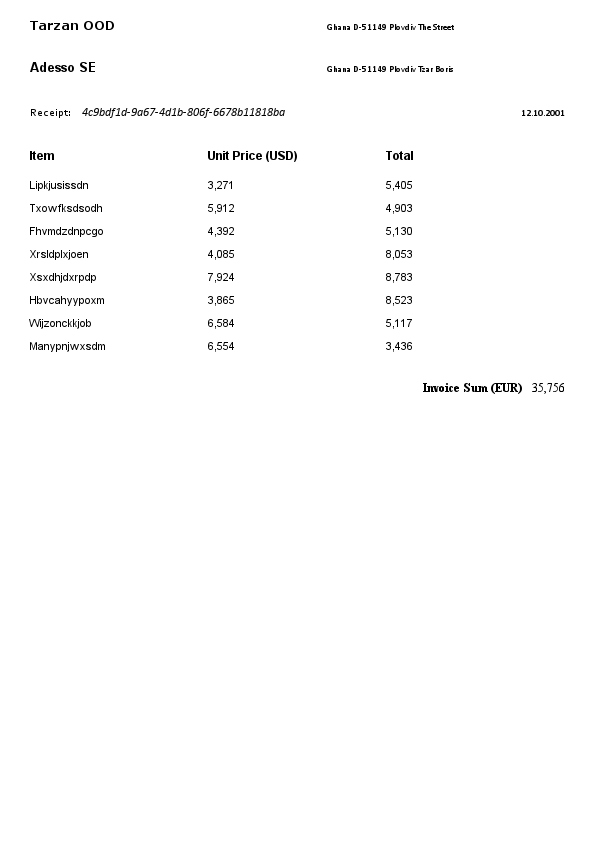 Tarzan OOD Ghana D-51149 Plovdiv The Street
Adesso SE Ghana D-51149 Plovdiv Tzar Boris
Receipt: 4c9bdf1d-9a67-4d1b-806f-6678b11818ba 12.10.2001
Item Unit Price (USD) Total
Lipkjusissdn 3,271 5,405
Txowfksdsodh 5,912 4,903
Fhvmdzdnpcgo 4,392 5,130
Xrsldplxjoen 4,085 8,053
Xsxdhjdxrpdp 7,924 8,783
Hbvcahyypoxm 3,865 8,523
Wijzonckkjob 6,584 5,117
Manypnjwxsdm 6,554 3,436
Invoice Sum (EUR) 35,756